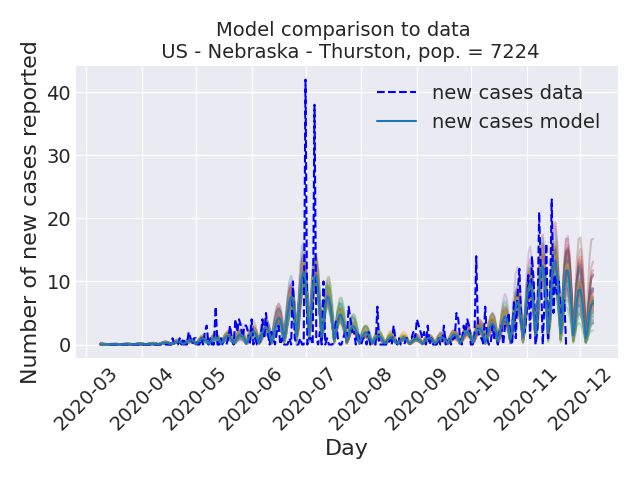 Model comparison to data
US - Nebraska - Thurston, pop. = 7224
Number of new cases reported
40
30
20
10
0
new cases data
new cases model
2020-03
2020-04
2020-05
2020-06
2020-07
2020-08
2020-09
2020-10
2020-11
2020-12
Day